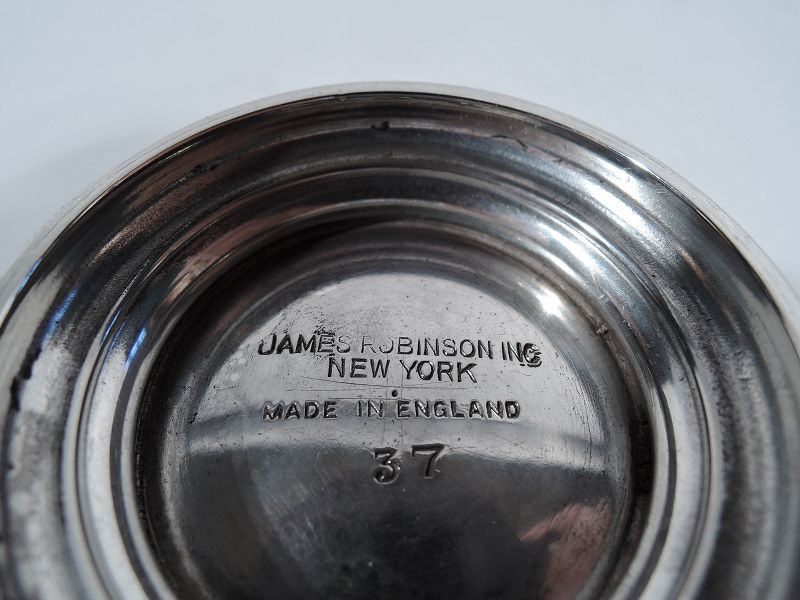 JAMES ROBINSON INC
NEW YORK
MADE IN ENGLAND
37